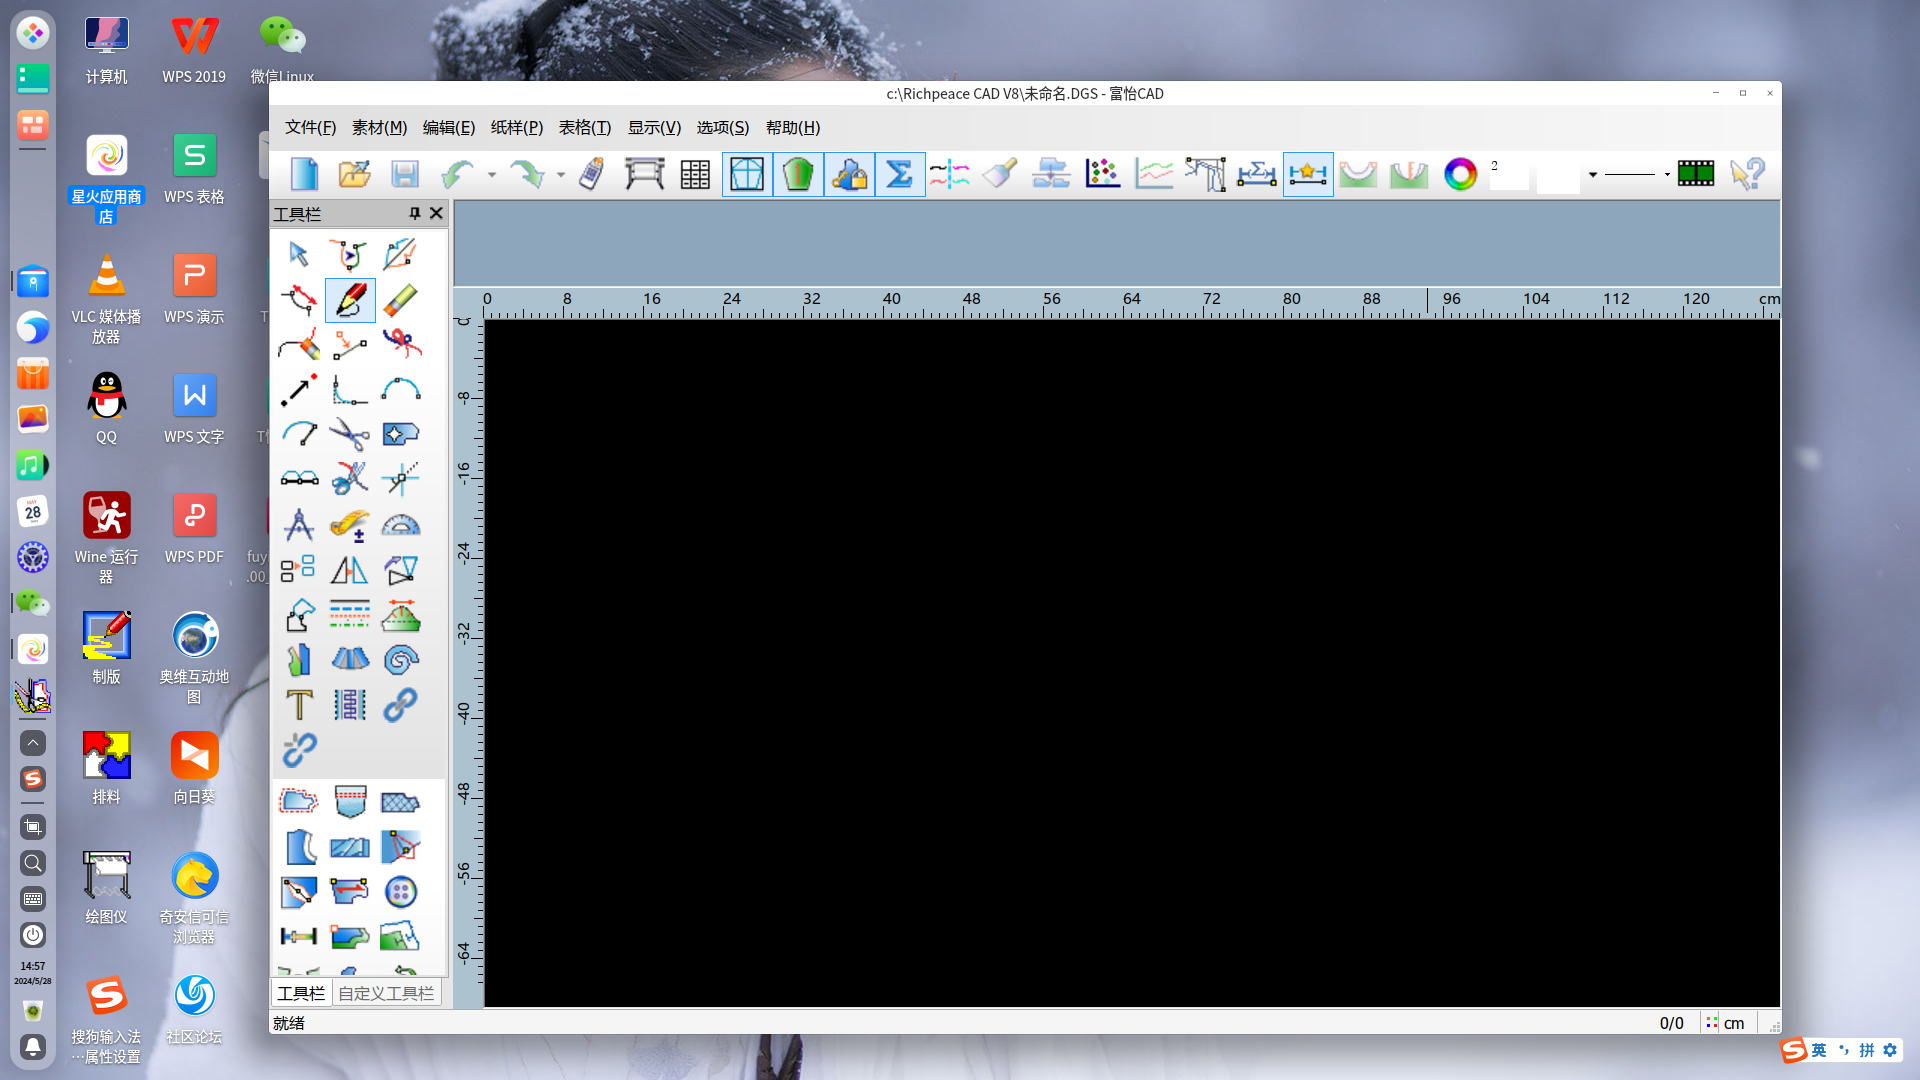 计算机
WPS 2019
微信Linux
星火应用商
店
WPS 表格
VLC 媒体播
放器
WPS 演示
QQ
WPS 文字
Wine 运行
器
WPS PDF
制版
奥维互动地
图
排料
向日葵
绘图仪
奇安信可信
浏览器
搜狗输入法
…属性设置
社区论坛
MAY
28
14:57
2024/5/28
c:\Richpeace CAD V8\未命名.DGS - 富怡CAD
文件(F) 素材(M) 编辑(E) 纸样(P) 表格(T) 显示(V) 选项(S) 帮助(H)
2
工具栏
0 8 16 24 32 40 48 56 64 72 80 88 96 104 112 120 cm
-8
-16
-24
-32
-40
-48
-56
-64
工具栏 自定义工具栏
就绪
0/0
cm
英 拼